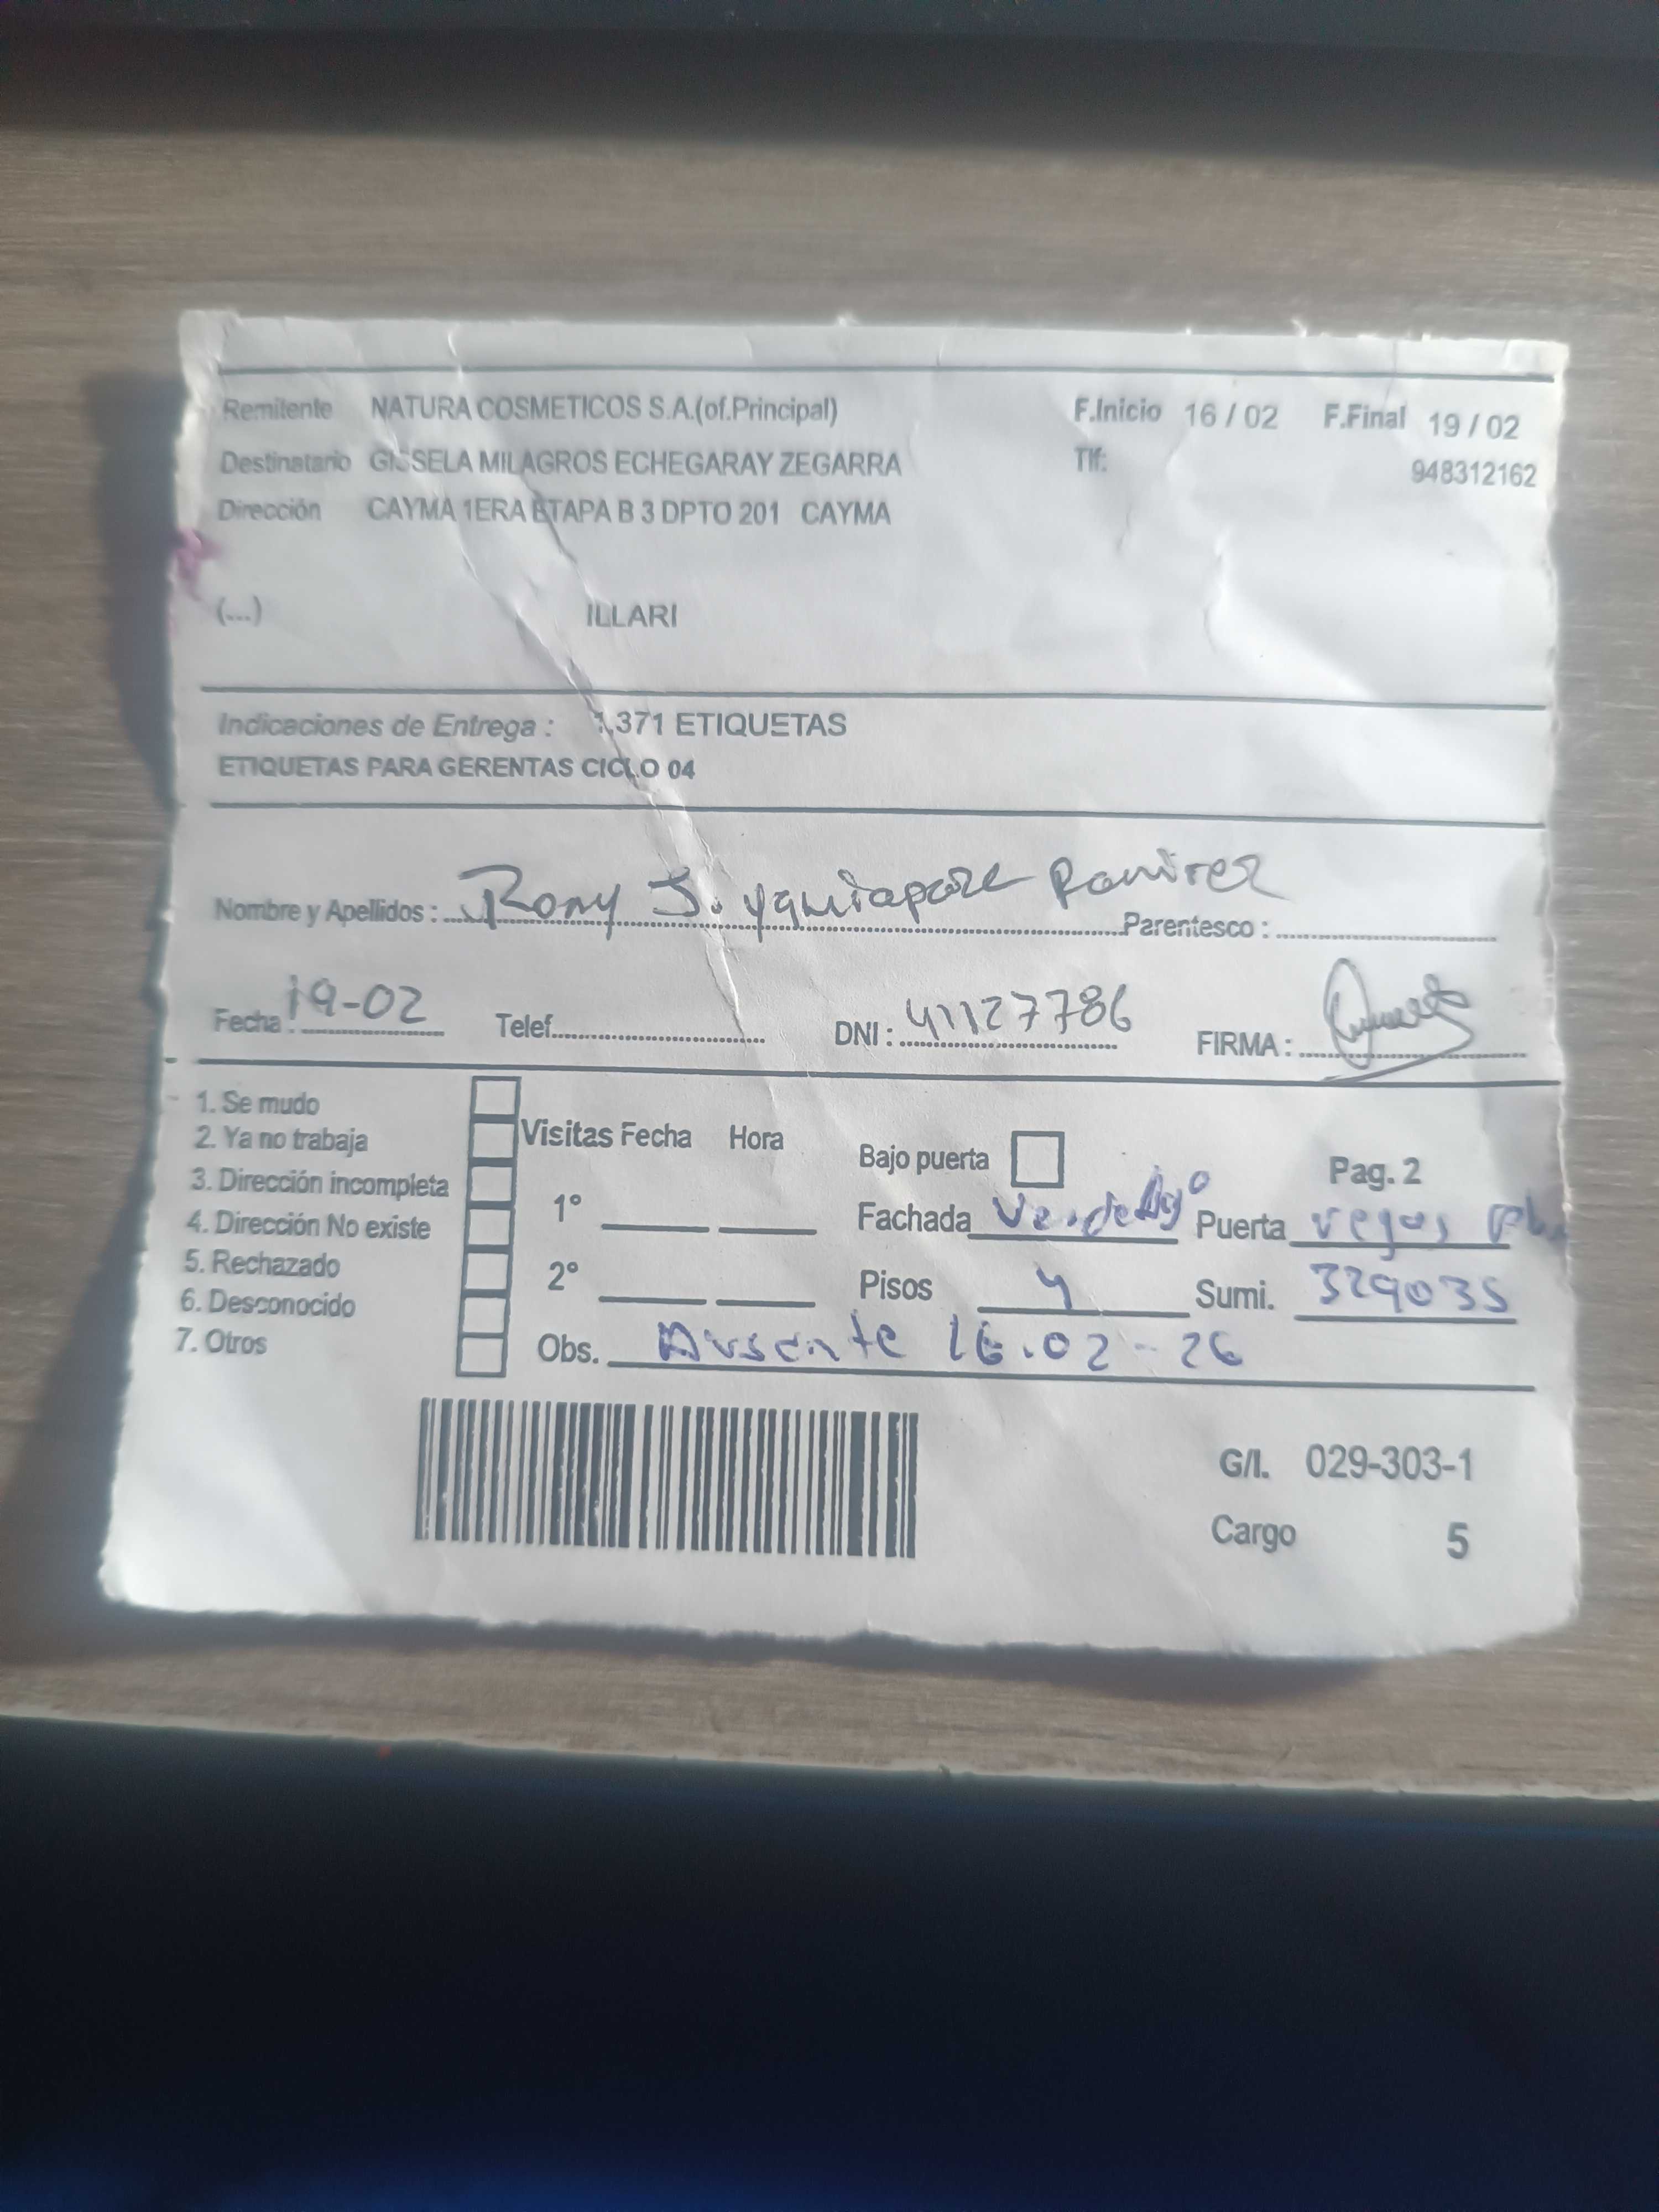 Remitente NATURA COSMETICOS S.A.(of.Principal) F.Inicio 16 / 02 F.Final 19 / 02
Destinatario GISSELA MILAGROS ECHEGARAY ZEGARRA Tlf: 948312162
Dirección CAYMA 1ERA ETAPA B 3 DPTO 201 CAYMA
(...) ILLARI
Indicaciones de Entrega : 1,371 ETIQUETAS
ETIQUETAS PARA GERENTAS CICLO 04
Nombre y Apellidos : Rony J. Ramirez Parentesco :
Fecha : 19-02 Telef. DNI : 41127786 FIRMA :
1. Se mudo
2. Ya no trabaja
3. Dirección incompleta
4. Dirección No existe
5. Rechazado
6. Desconocido
7. Otros
Visitas Fecha Hora
1°
2°
Bajo puerta Pag. 2
Fachada Verde Puerta rejas
Pisos 4 Sumi. 329035
Obs. Ausente 16.02-26
G/I. 029-303-1
Cargo 5